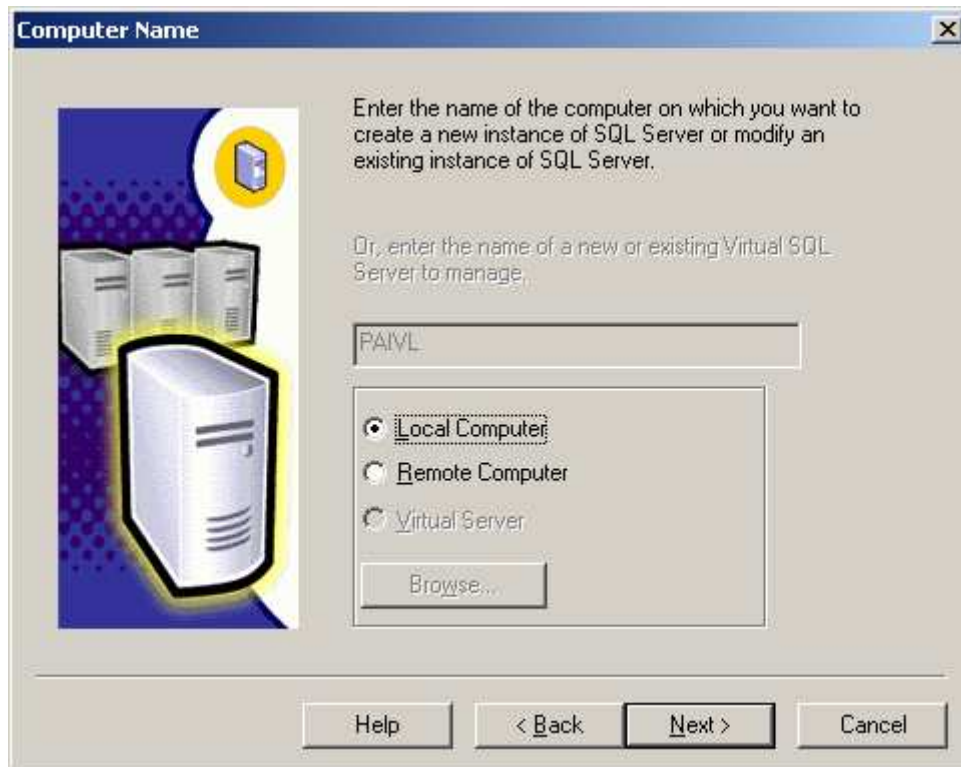 Computer Name
Enter the name of the computer on which you want to
create a new instance of SQL Server or modify an
existing instance of SQL Server.
Or, enter the name of a new or existing Virtual SQL
Server to manage.
PAIVL
Local Computer
Remote Computer
Virtual Server
Browse...
Help
< Back
Next >
Cancel